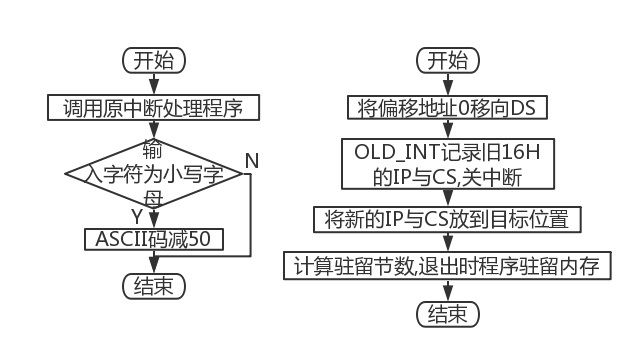 开始
调用原中断处理程序
输
入字符为小写字
母
N
Y
ASCII码减50
结束
开始
将偏移地址0移向DS
OLD_INT记录旧16H
的IP与CS,关中断
将新的IP与CS放到目标位置
计算驻留节数,退出时程序驻留内存
结束